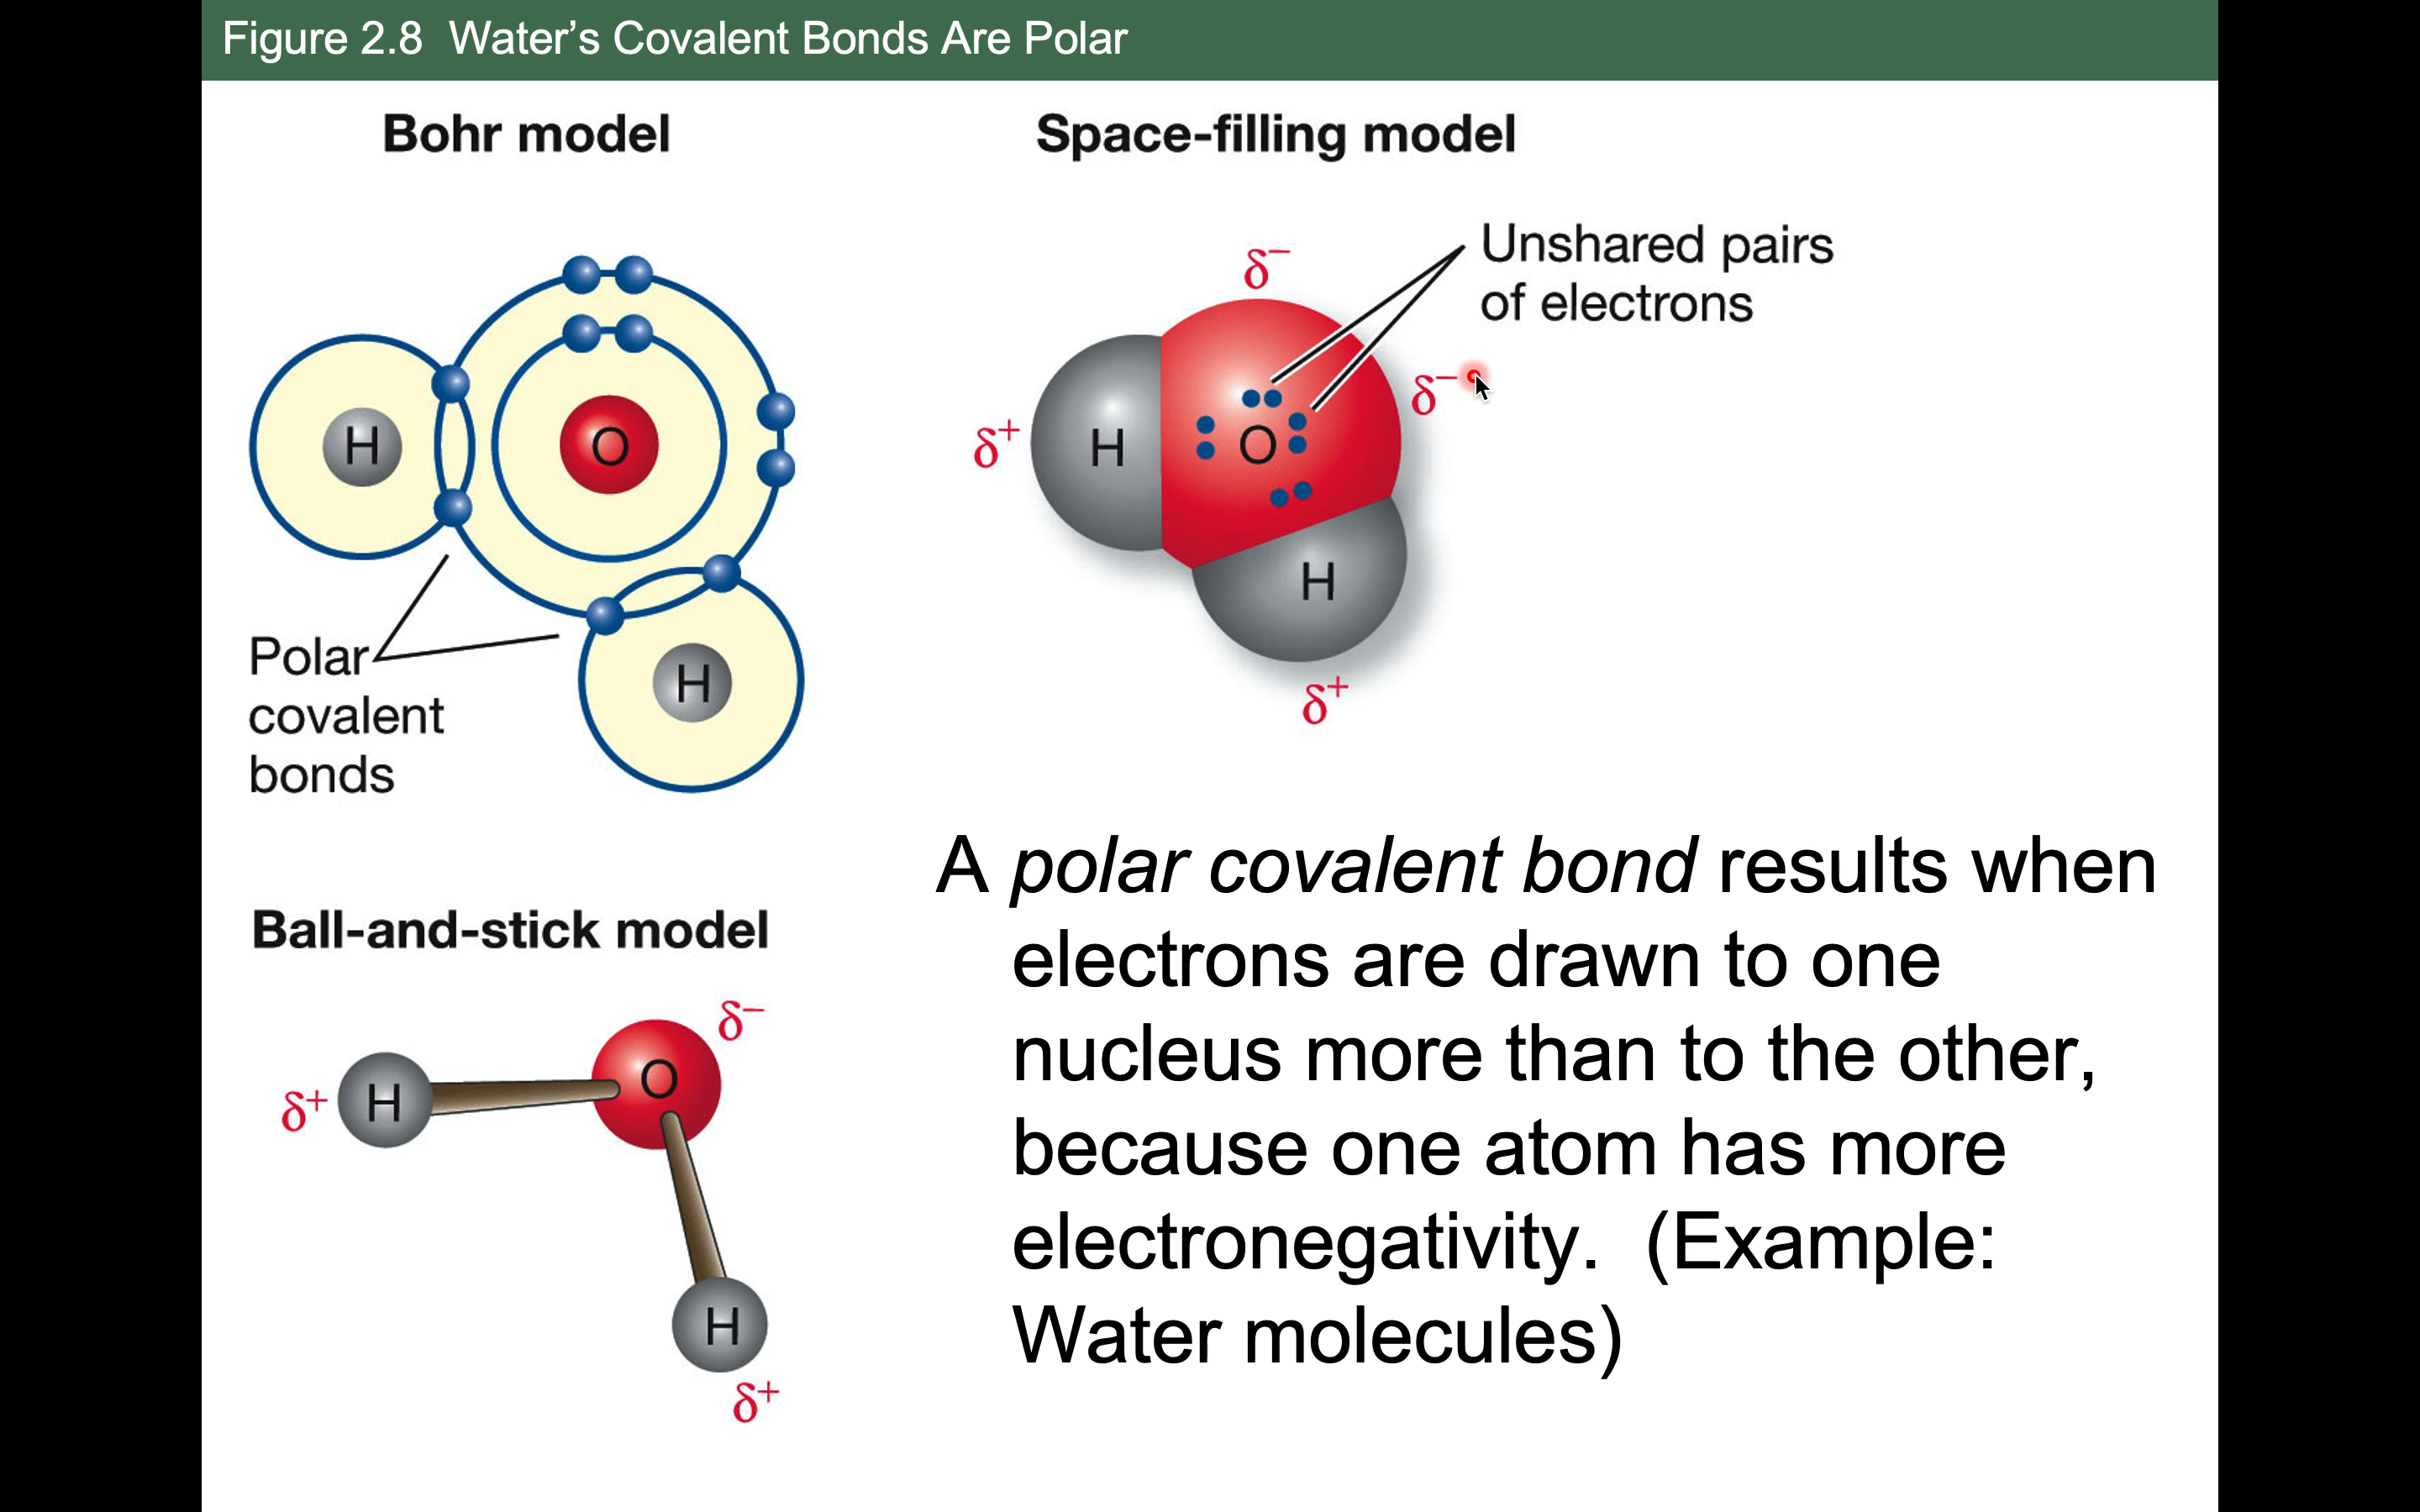 Figure 2.8  Water’s Covalent Bonds Are Polar
Bohr model
H
O
H
Polar
covalent
bonds
Space-filling model
Unshared pairs
of electrons
δ−
δ−
δ+
H
O
H
δ+
Ball-and-stick model
δ−
δ+
H
O
H
δ+
A polar covalent bond results when
electrons are drawn to one
nucleus more than to the other,
because one atom has more
electronegativity.  (Example:
Water molecules)